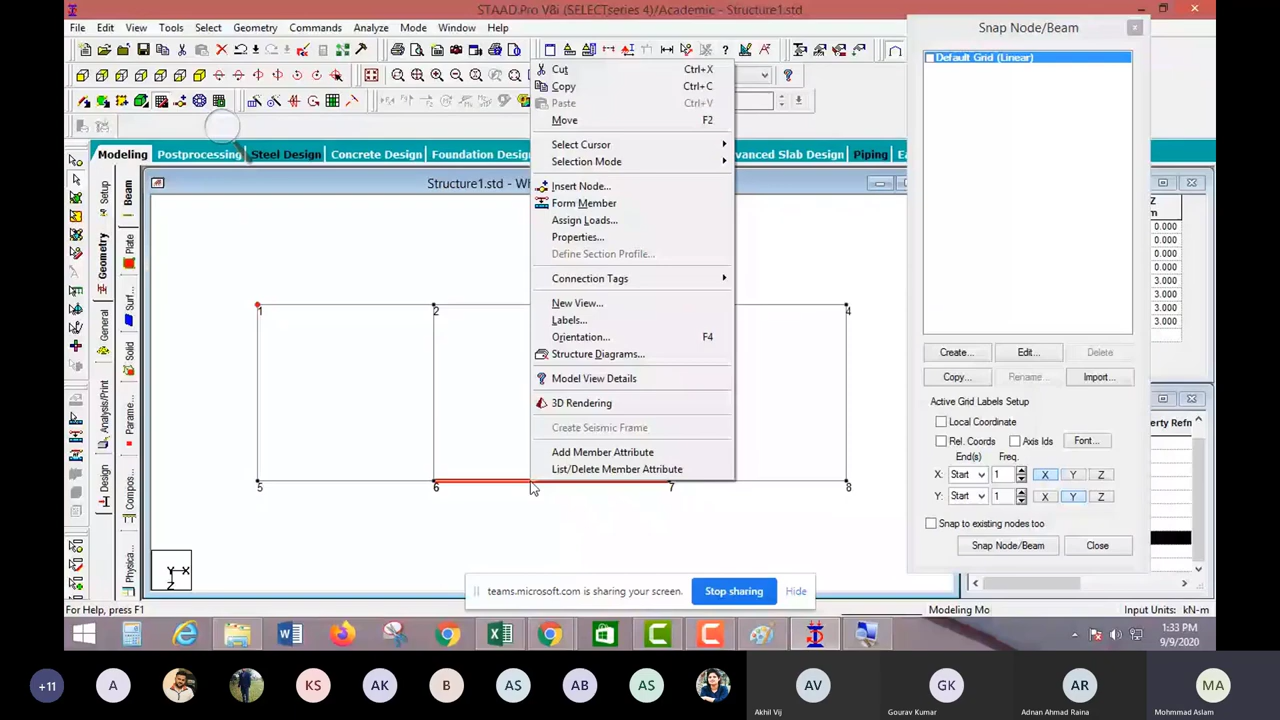 STAAD.Pro V8i (SELECTseries 4)/Academic - Structure1.std
File Edit View Tools Select Geometry Commands Analyze Mode Window Help
Modeling Postprocessing Steel Design Concrete Design Foundation Design dvanced Slab Design Piping
Structure1.std - Wh
Setup
Geometry
General
Analysis/Print
Design
Beam
Plate
Surf..
Solid
Parame..
Compos..
Physica..
Cut Ctrl+X
Copy Ctrl+C
Paste Ctrl+V
Move F2
Select Cursor
Selection Mode
Insert Node...
Form Member
Assign Loads...
Properties...
Define Section Profile...
Connection Tags
New View...
Labels...
Orientation... F4
Structure Diagrams...
Model View Details
3D Rendering
Create Seismic Frame
Add Member Attribute
List/Delete Member Attribute
1 2 4
5 6 7 8
Y X
Z
Snap Node/Beam
Default Grid (Linear)
Create... Edit... Delete
Copy... Rename... Import...
Active Grid Labels Setup
Local Coordinate
Rel. Coords Axis Ids Font...
End(s) Freq.
X: Start 1 X Y Z
Y: Start 1 X Y Z
Snap to existing nodes too
Snap Node/Beam Close
Z
m
0.000
0.000
0.000
0.000
3.000
3.000
3.000
3.000
perty Refn
teams.microsoft.com is sharing your screen. Stop sharing Hide
For Help, press F1
Modeling Mo Input Units: kN-m
1:33 PM
9/9/2020
+11 A KS AK B AS AB AS AV GK AR MA
Akhil Vij Gourav Kumar Adnan Ahmad Raina Mohmmad Aslam